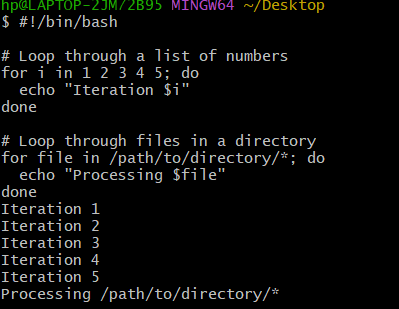 hp@LAPTOP-2JM72B95 MINGW64 ~/Desktop
$ #!/bin/bash
# Loop through a list of numbers
for i in 1 2 3 4 5; do
  echo "Iteration $i"
done
# Loop through files in a directory
for file in /path/to/directory/*; do
  echo "Processing $file"
done
Iteration 1
Iteration 2
Iteration 3
Iteration 4
Iteration 5
Processing /path/to/directory/*